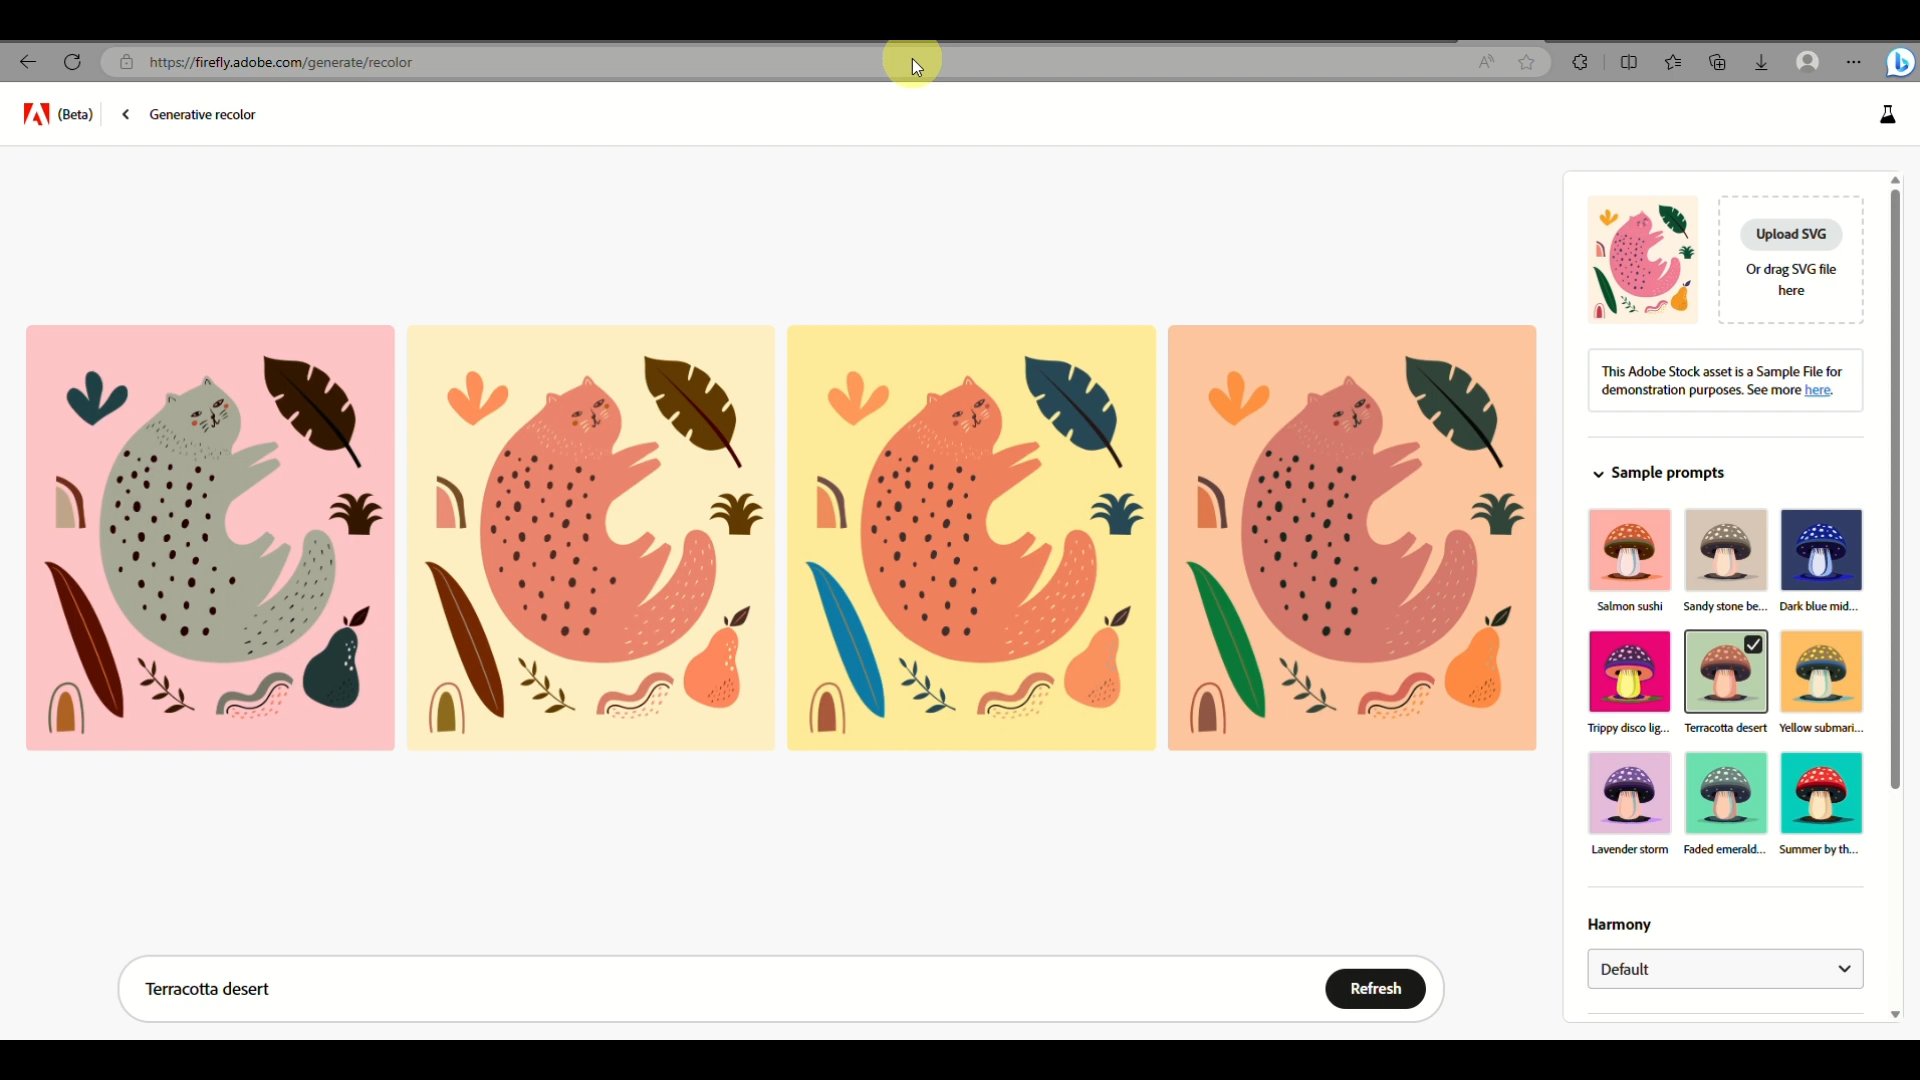 https://firefly.adobe.com/generate/recolor
(Beta)
Generative recolor
Upload SVG
Or drag SVG file
here
This Adobe Stock asset is a Sample File for
demonstration purposes. See more here.
Sample prompts
Salmon sushi
Sandy stone be...
Dark blue mid...
Trippy disco lig...
Terracotta desert
Yellow submari...
Lavender storm
Faded emerald...
Summer by th...
Harmony
Default
Terracotta desert
Refresh